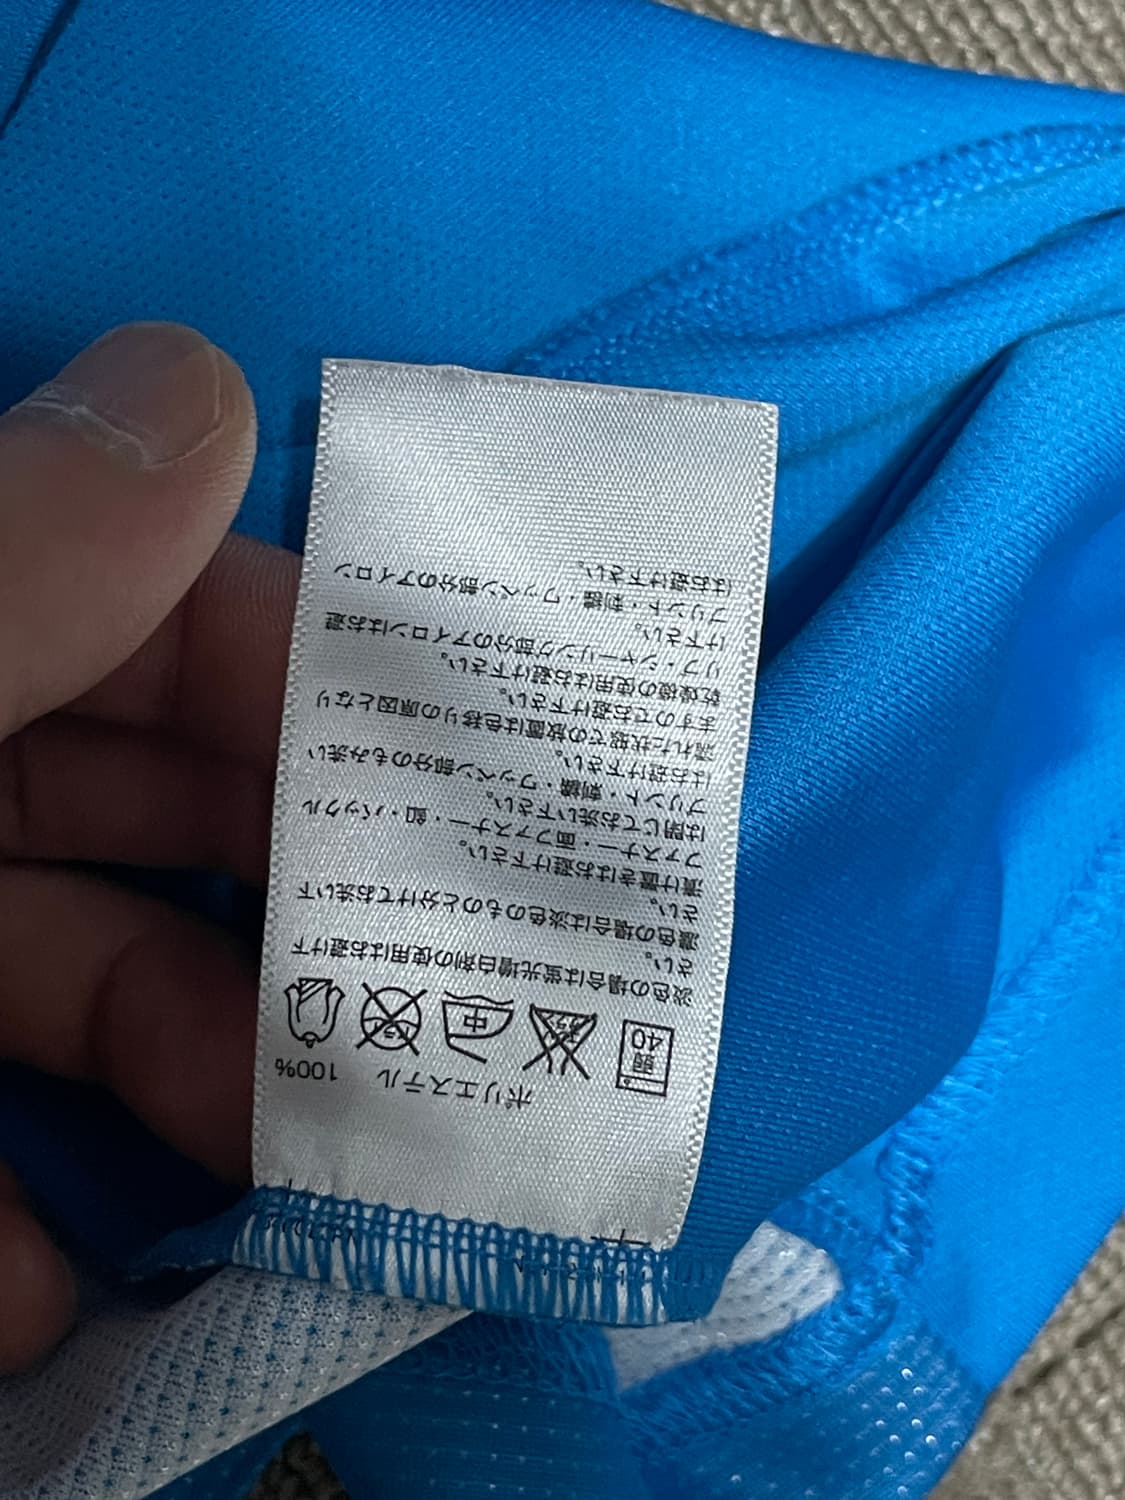 ポリエステル 100%
弱
40
エンソ
サラシ
中
ドライ
淡色の場合は蛍光増白剤の使用はお避け下
さい。
濃色の場合は淡色のものと分けてお洗い下
さい。
漬け置きはお避け下さい。
ファスナー・面ファスナー・釦・バックル
は閉じてお洗い下さい。
プリント・刺繍・ワッペン部分のもみ洗い
はお避け下さい。
濡れた状態での放置は色移りの原因となり
ますのでお避け下さい。
乾燥機の使用はお避け下さい。
リブ・シャーリング部分のアイロンはお避
け下さい。
プリント・刺繍・ワッペン部分のアイロン
はお避け下さい。